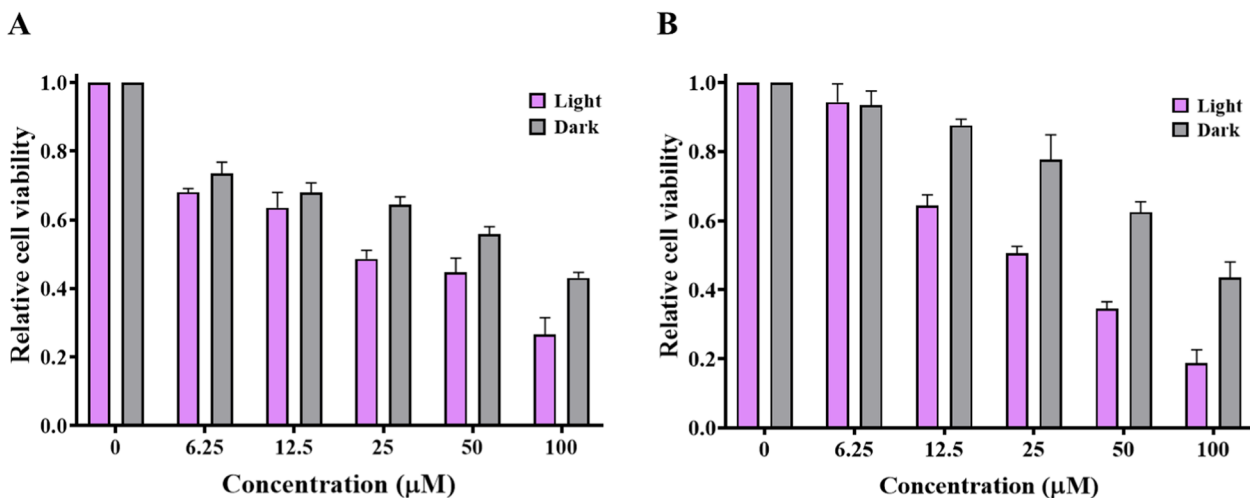 A
Relative cell viability
1.0
0.8
0.6
0.4
0.2
0.0
Light
Dark
0 6.25 12.5 25 50 100
Concentration (μM)
B
Relative cell viability
1.0
0.8
0.6
0.4
0.2
0.0
Light
Dark
0 6.25 12.5 25 50 100
Concentration (μM)